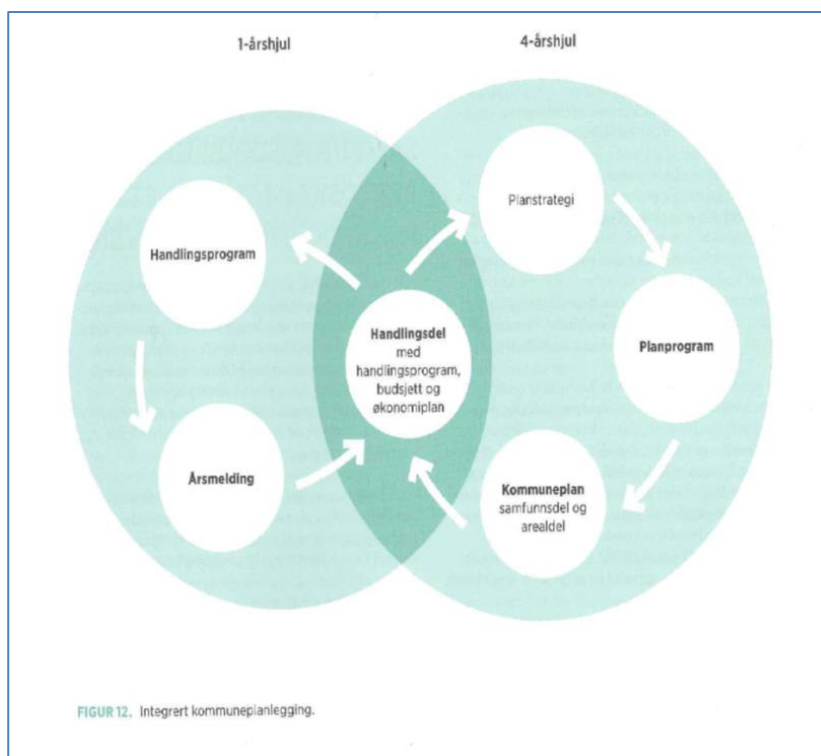 1-årshjul
4-årshjul
Handlingsprogram
Årsmelding
Handlingsdel
med
handlingsprogram,
budsjett og
økonomiplan
Planstrategi
Planprogram
Kommuneplan
samfunnsdel og
arealdel
FIGUR 12. Integrert kommuneplanlegging.